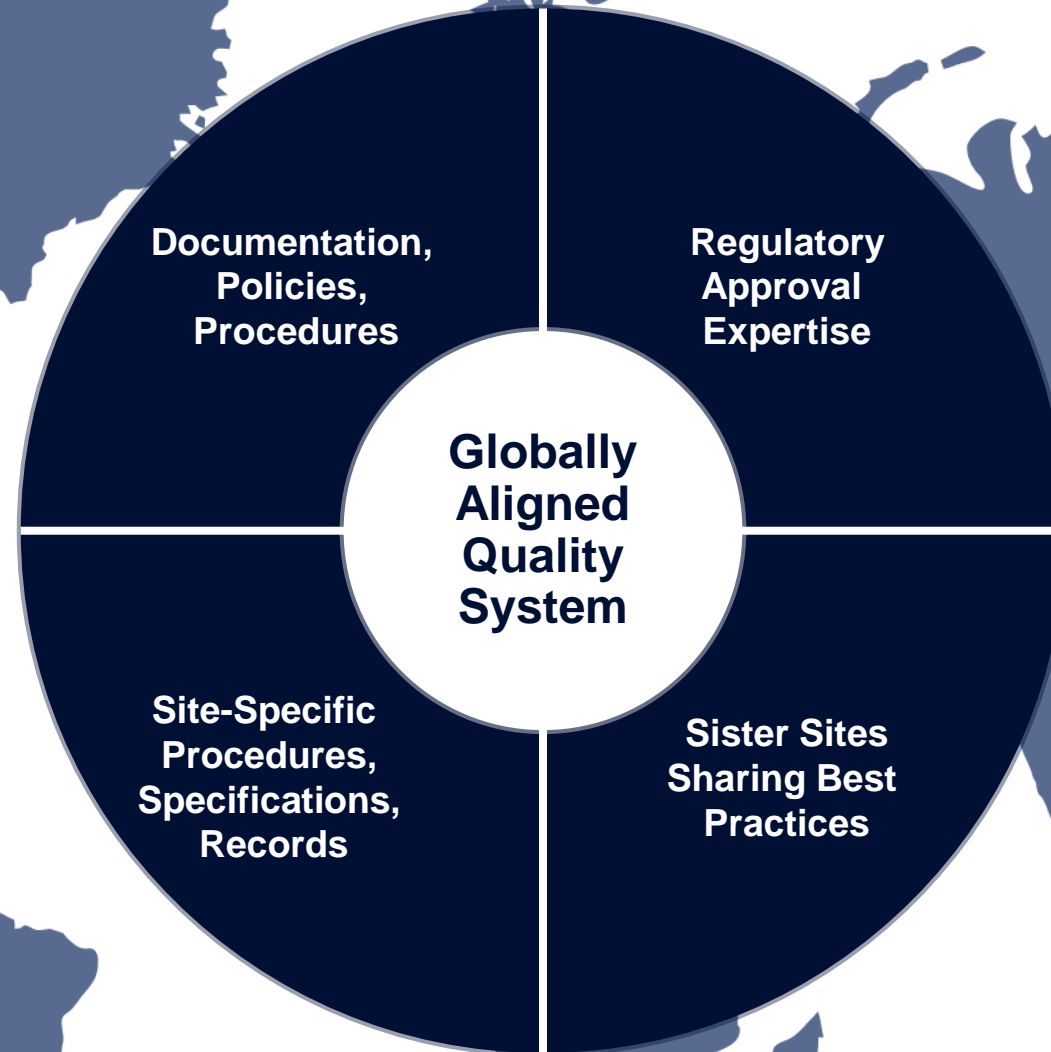 Documentation,
Policies,
Procedures
Regulatory
Approval
Expertise
Globally
Aligned
Quality
System
Site-Specific
Procedures,
Specifications,
Records
Sister Sites
Sharing Best
Practices